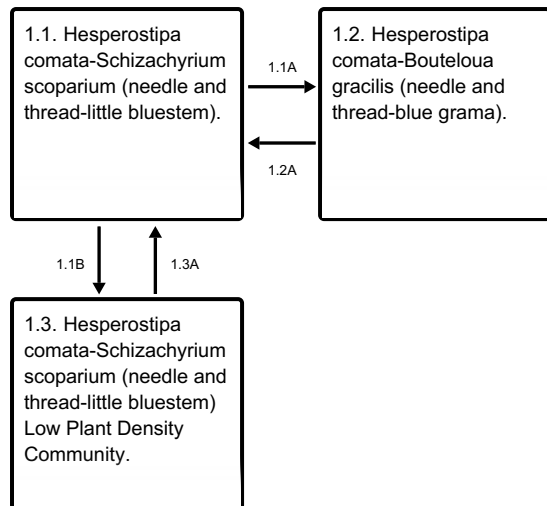 1.1. Hesperostipa
comata-Schizachyrium
scoparium (needle and
thread-little bluestem).
1.1A
1.2A
1.2. Hesperostipa
comata-Bouteloua
gracilis (needle and
thread-blue grama).
1.1B
1.3A
1.3. Hesperostipa
comata-Schizachyrium
scoparium (needle and
thread-little bluestem)
Low Plant Density
Community.